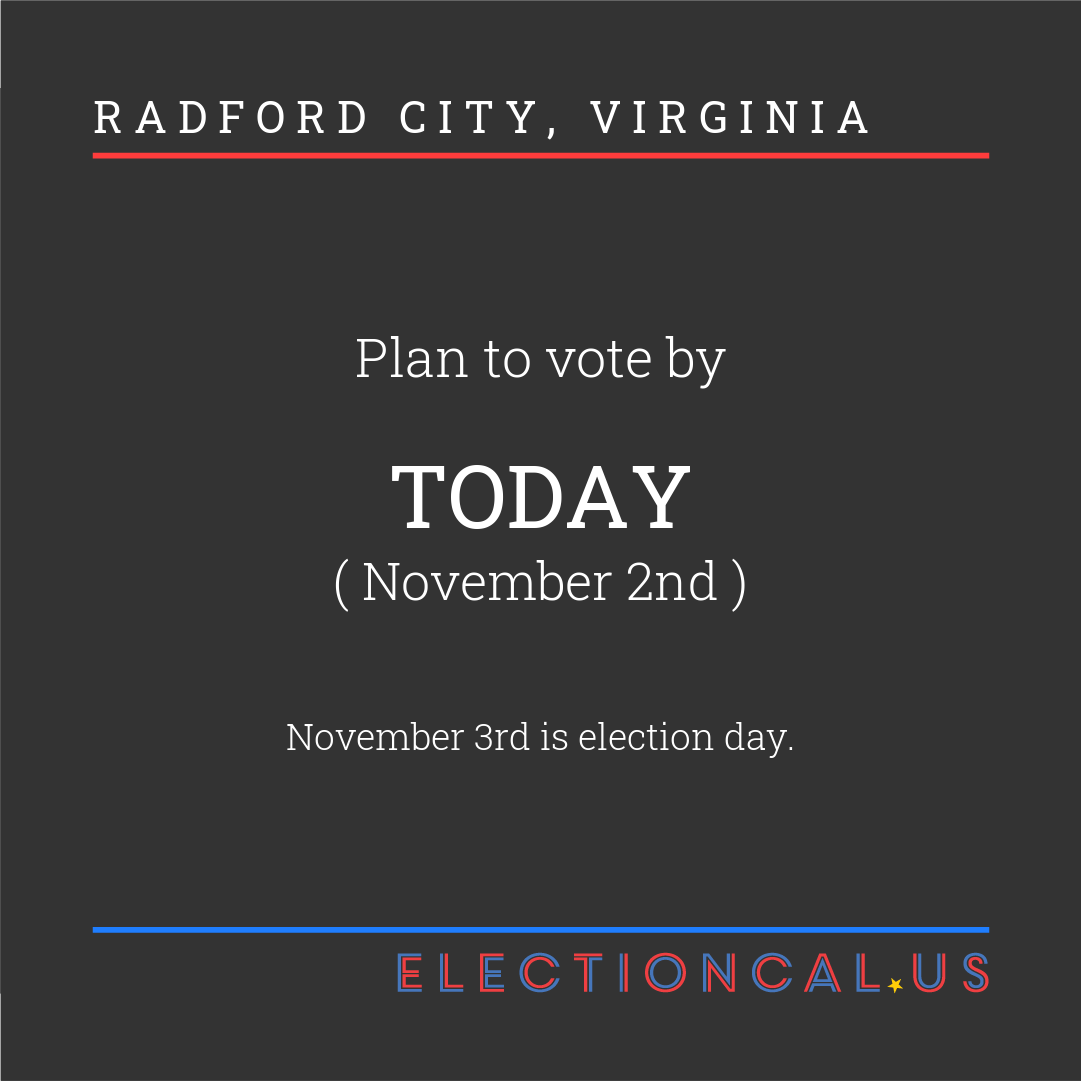 RADFORD CITY, VIRGINIA
Plan to vote by
TODAY
( November 2nd )
November 3rd is election day.
ELECTIONCAL.US